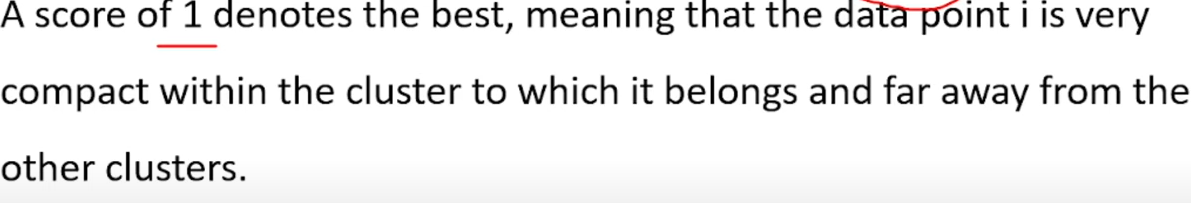 A score of 1 denotes the best, meaning that the data point i is very
compact within the cluster to which it belongs and far away from the
other clusters.